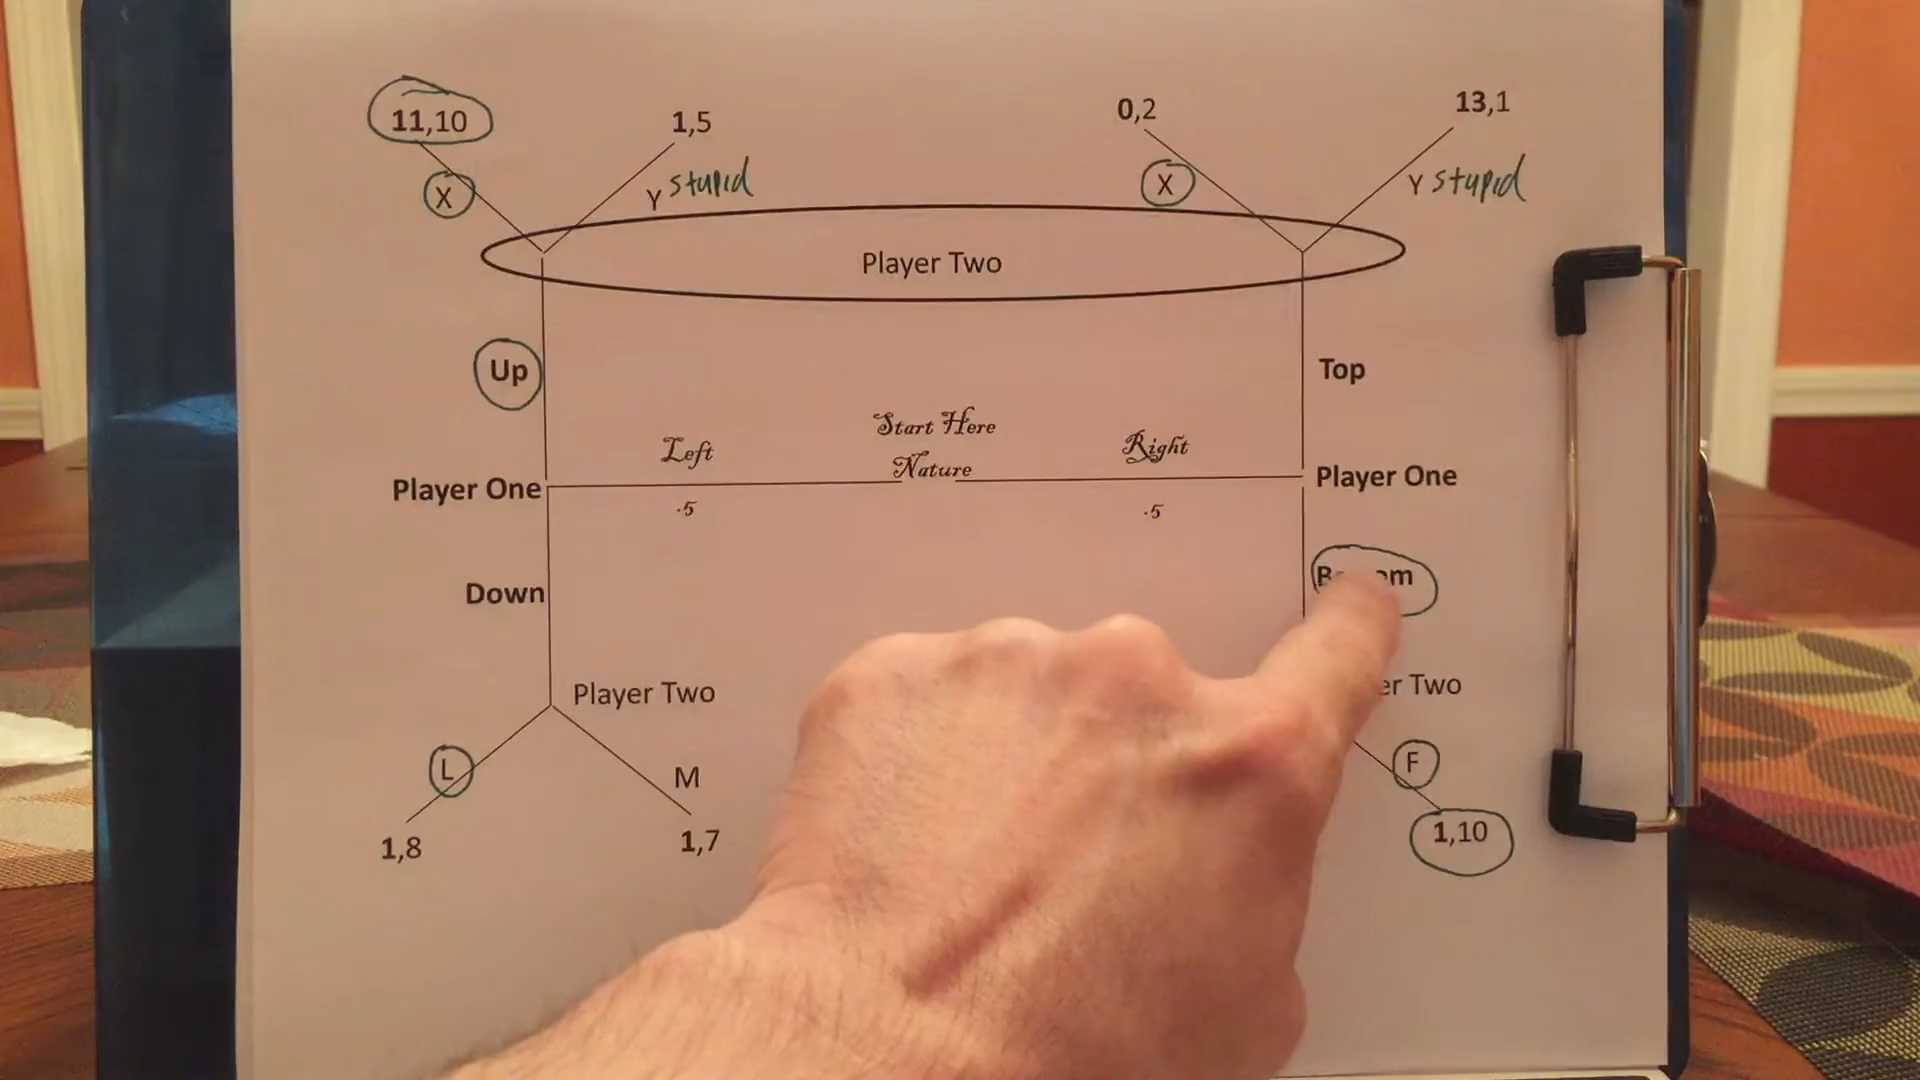 11,10
1,5
0,2
13,1
X
Y stupid
X
Y stupid
Player Two
Up
Top
Start Here
Left
Right
Nature
Player One
Player One
.5
.5
Down
Player Two
Two
L
M
F
1,8
1,7
1,10